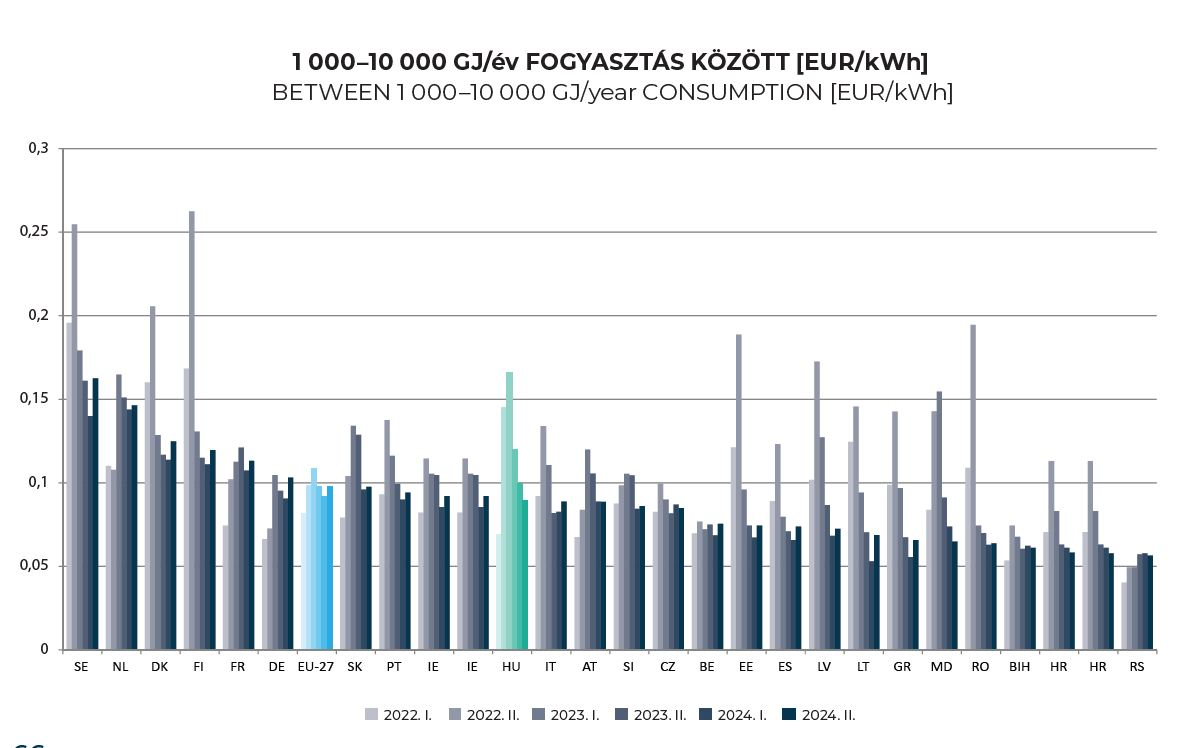 1 000–10 000 GJ/év FOGYASZTÁS KÖZÖTT [EUR/kWh]
BETWEEN 1 000–10 000 GJ/year CONSUMPTION [EUR/kWh]
0,3
0,25
0,2
0,15
0,1
0,05
0
SE NL DK FI FR DE EU-27 SK PT IE IE HU IT AT SI CZ BE EE ES LV LT GR MD RO BIH HR HR RS
2022. I. 2022. II. 2023. I. 2023. II. 2024. I. 2024. II.